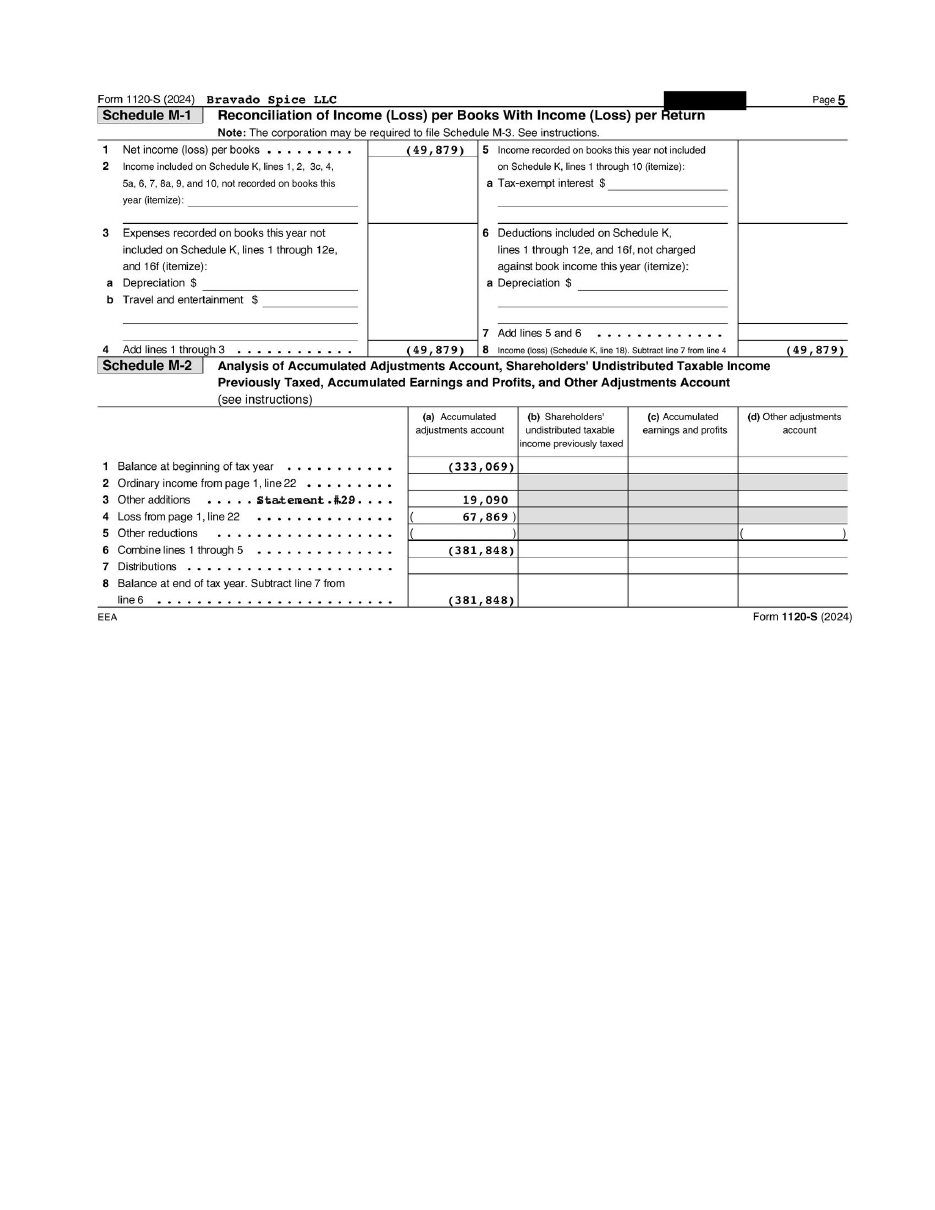 Form 1120-S (2024) Bravado Spice LLC Page 5
Schedule M-1 Reconciliation of Income (Loss) per Books With Income (Loss) per Return
Note: The corporation may be required to file Schedule M-3. See instructions.
1 Net income (loss) per books . . . . . . . . . (49,879)
2 Income included on Schedule K, lines 1, 2, 3c, 4,
5a, 6, 7, 8a, 9, and 10, not recorded on books this
year (itemize):
3 Expenses recorded on books this year not
included on Schedule K, lines 1 through 12e,
and 16f (itemize):
a Depreciation $
b Travel and entertainment $
4 Add lines 1 through 3 . . . . . . . . . . . . (49,879)
5 Income recorded on books this year not included
on Schedule K, lines 1 through 10 (itemize):
a Tax-exempt interest $
6 Deductions included on Schedule K,
lines 1 through 12e, and 16f, not charged
against book income this year (itemize):
a Depreciation $
7 Add lines 5 and 6 . . . . . . . . . . . . .
8 Income (loss) (Schedule K, line 18). Subtract line 7 from line 4 (49,879)
Schedule M-2 Analysis of Accumulated Adjustments Account, Shareholders' Undistributed Taxable Income
Previously Taxed, Accumulated Earnings and Profits, and Other Adjustments Account
(see instructions)
(a) Accumulated
adjustments account
(b) Shareholders'
undistributed taxable
income previously taxed
(c) Accumulated
earnings and profits
(d) Other adjustments
account
1 Balance at beginning of tax year . . . . . . . . . . . (333,069)
2 Ordinary income from page 1, line 22 . . . . . . . . .
3 Other additions . . . . . Statement #29 . . . . 19,090
4 Loss from page 1, line 22 . . . . . . . . . . . . . . ( 67,869 )
5 Other reductions . . . . . . . . . . . . . . . . . . ( ) ( )
6 Combine lines 1 through 5 . . . . . . . . . . . . . . (381,848)
7 Distributions . . . . . . . . . . . . . . . . . . . . .
8 Balance at end of tax year. Subtract line 7 from
line 6 . . . . . . . . . . . . . . . . . . . . . . . . (381,848)
EEA Form 1120-S (2024)